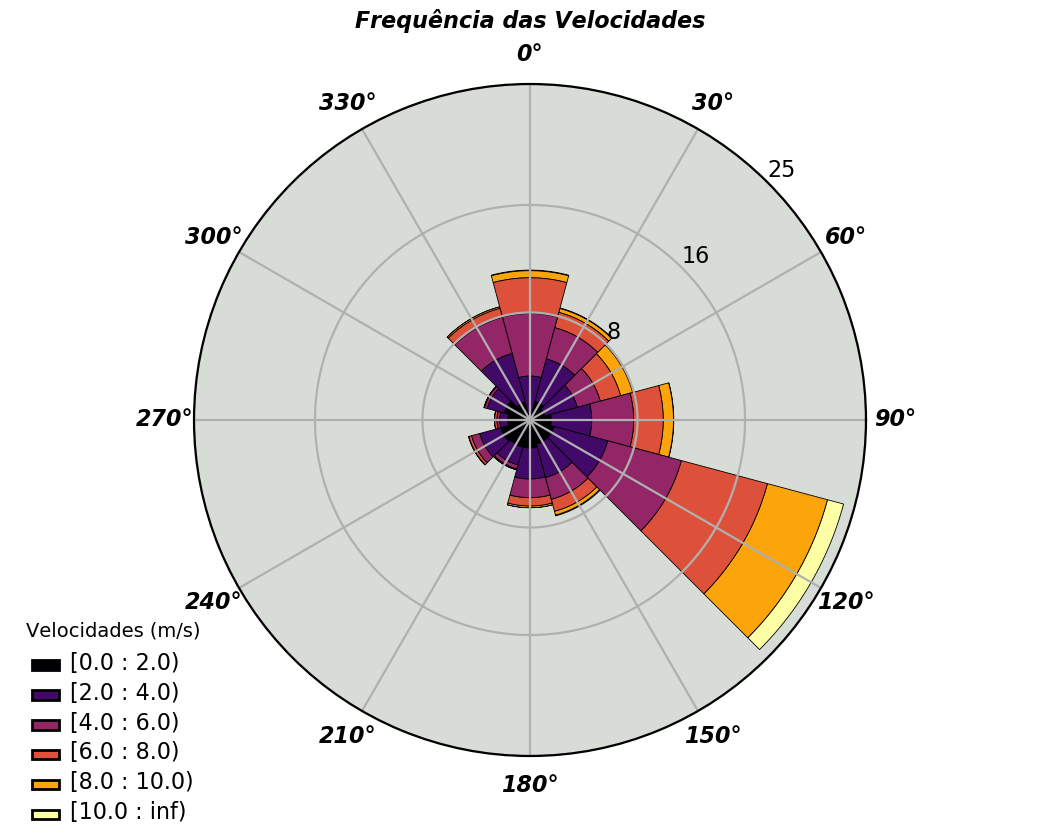 Frequência das Velocidades
0°
330°
30°
25
300°
60°
16
8
270°
90°
240°
120°
210°
150°
180°
Velocidades (m/s)
[0.0 : 2.0)
[2.0 : 4.0)
[4.0 : 6.0)
[6.0 : 8.0)
[8.0 : 10.0)
[10.0 : inf)